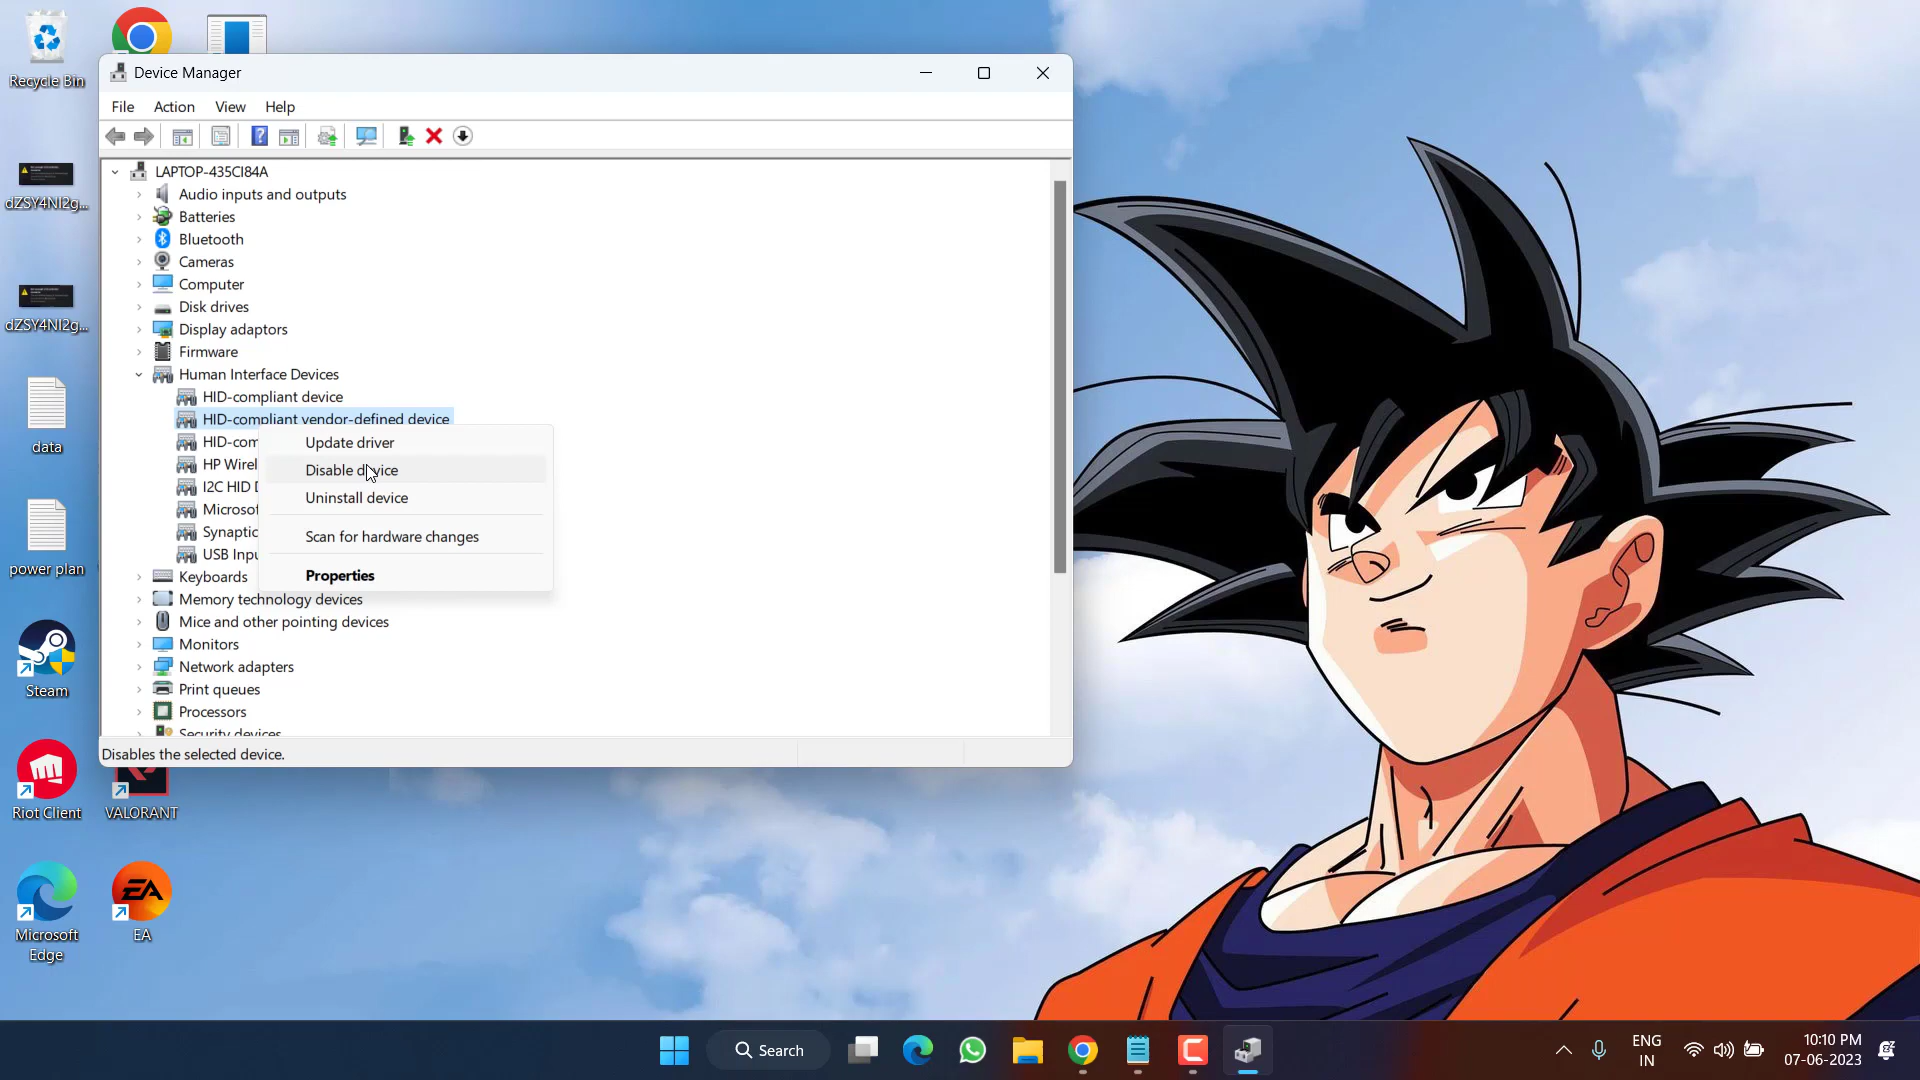 Recycle Bin
dZSY4NI2g...
dZSY4NI2g...
data
power plan
Steam
Riot Client
VALORANT
Microsoft
Edge
EA
EA
Device Manager
File Action View Help
LAPTOP-435CI84A
Audio inputs and outputs
Batteries
Bluetooth
Cameras
Computer
Disk drives
Display adaptors
Firmware
Human Interface Devices
HID-compliant device
HID-compliant vendor-defined device
HID-com
HP Wirel
I2C HID
Microsof
Synaptic
USB Inpu
Keyboards
Memory technology devices
Mice and other pointing devices
Monitors
Network adapters
Print queues
Processors
Security devices
Update driver
Disable device
Uninstall device
Scan for hardware changes
Properties
Disables the selected device.
Search
ENG
IN
10:10 PM
07-06-2023